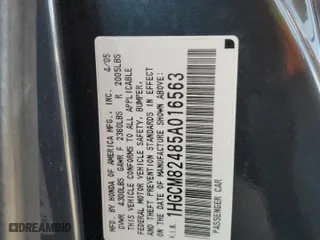 MFD. BY HONDA OF AMERICA MFG., INC. 4/05
GVWR 4300LBS GAWR F 2360LBS R 2005LBS
THIS VEHICLE CONFORMS TO ALL APPLICABLE
FEDERAL MOTOR VEHICLE SAFETY, BUMPER,
AND THEFT PREVENTION STANDARDS IN EFFECT
ON THE DATE OF MANUFACTURE SHOWN ABOVE.
V.I.N. 1HGCM82485A016563
PASSENGER CAR
DREAMBID